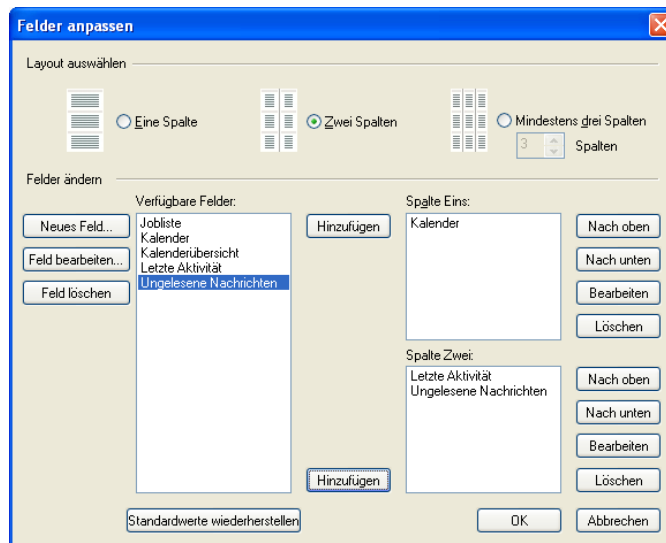 Felder anpassen
Layout auswählen
Eine Spalte
Zwei Spalten
Mindestens drei Spalten
3
Spalten
Felder ändern
Verfügbare Felder:
Spalte Eins:
Neues Feld...
Feld bearbeiten...
Feld löschen
Jobliste
Kalender
Kalenderübersicht
Letzte Aktivität
Ungelesene Nachrichten
Hinzufügen
Kalender
Nach oben
Nach unten
Bearbeiten
Löschen
Spalte Zwei:
Letzte Aktivität
Ungelesene Nachrichten
Nach oben
Nach unten
Bearbeiten
Hinzufügen
Löschen
Standardwerte wiederherstellen
OK
Abbrechen